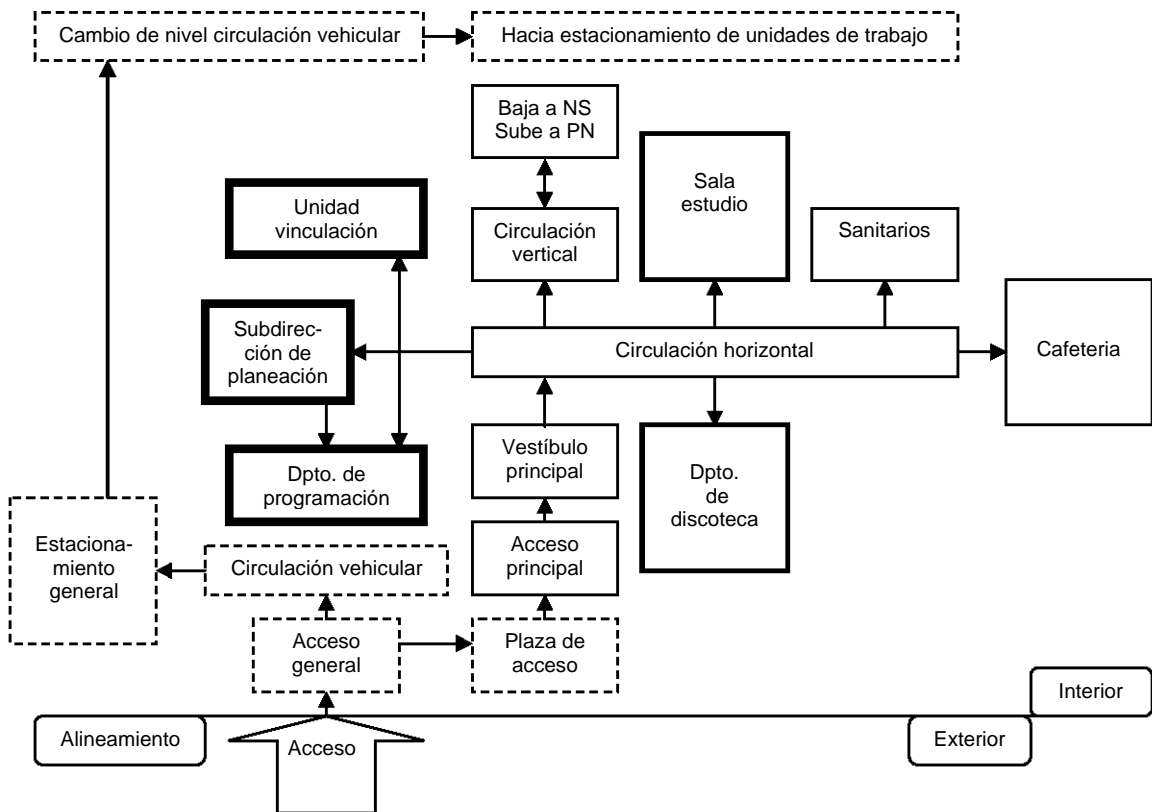 Cambio de nivel circulación vehicular
Hacia estacionamiento de unidades de trabajo
Baja a NS
Sube a PN
Sala
estudio
Unidad
vinculación
Circulación
vertical
Sanitarios
Subdirec-
ción de
planeación
Circulación horizontal
Cafeteria
Vestíbulo
principal
Dpto.
de
discoteca
Dpto. de
programación
Estaciona-
miento
general
Circulación vehicular
Acceso
principal
Acceso
general
Plaza de
acceso
Interior
Alineamiento
Acceso
Exterior